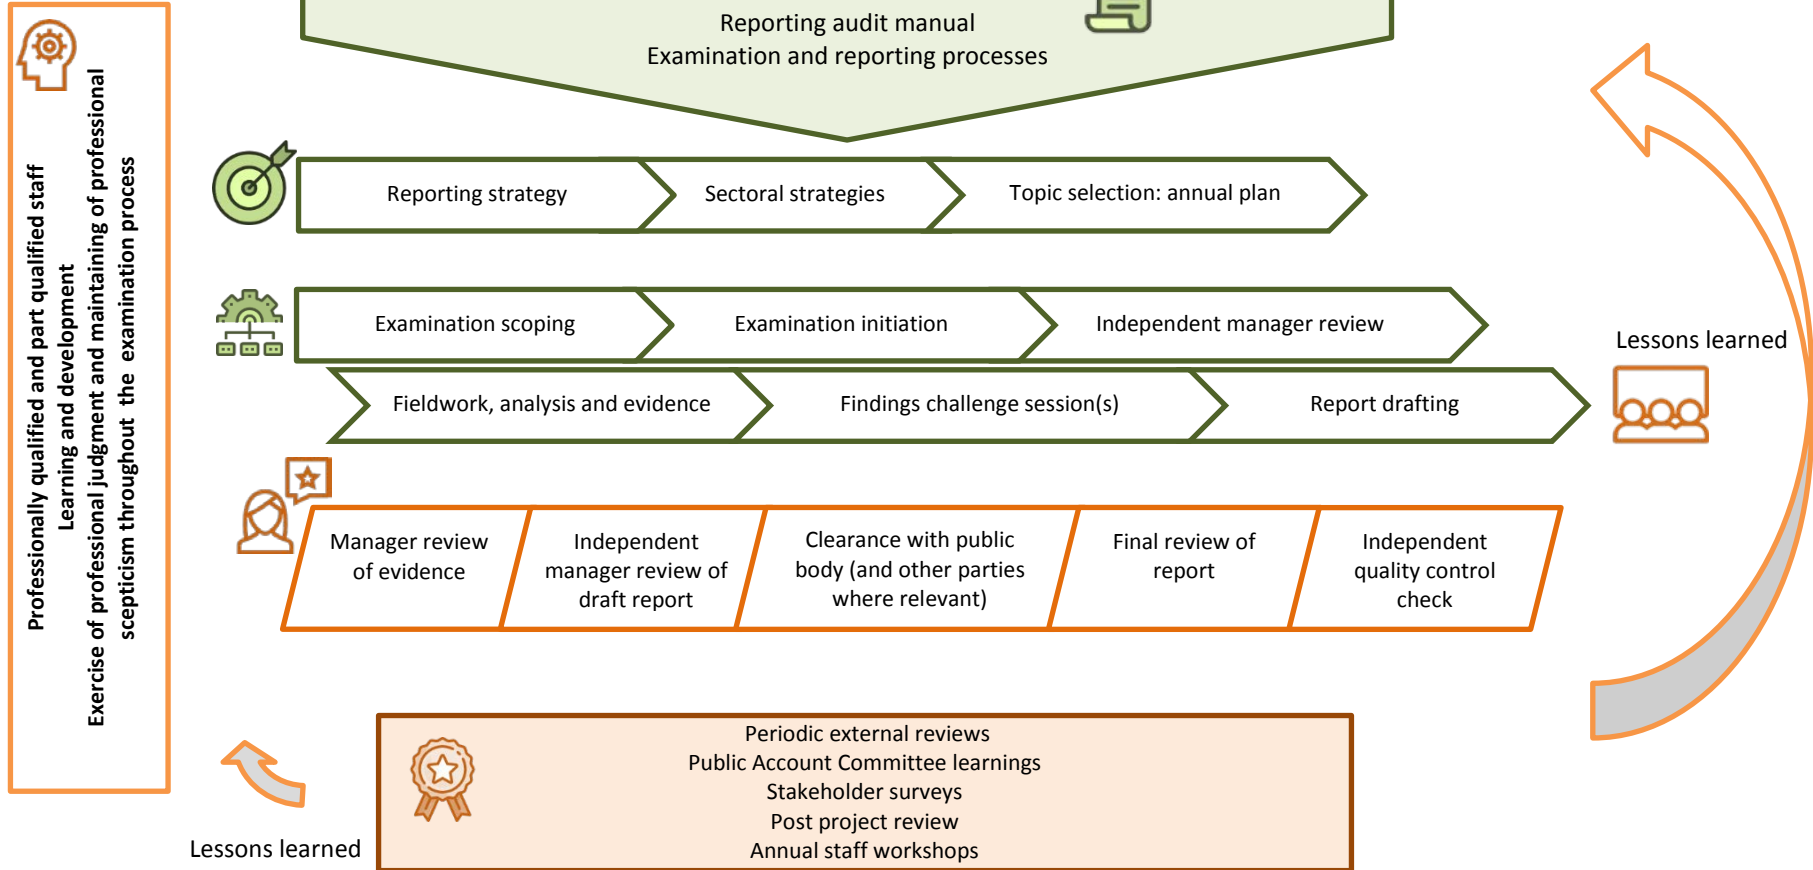 Reporting audit manual
Examination and reporting processes
Professionally qualified and part qualified staff
Learning and development
Exercise of professional judgment and maintaining of professional
scepticism throughout the examination process
Reporting strategy
Sectoral strategies
Topic selection: annual plan
Examination scoping
Examination initiation
Independent manager review
Lessons learned
Fieldwork, analysis and evidence
Findings challenge session(s)
Report drafting
Manager review
of evidence
Independent
manager review of
draft report
Clearance with public
body (and other parties
where relevant)
Final review of
report
Independent
quality control
check
Periodic external reviews
Public Account Committee learnings
Stakeholder surveys
Post project review
Annual staff workshops
Lessons learned